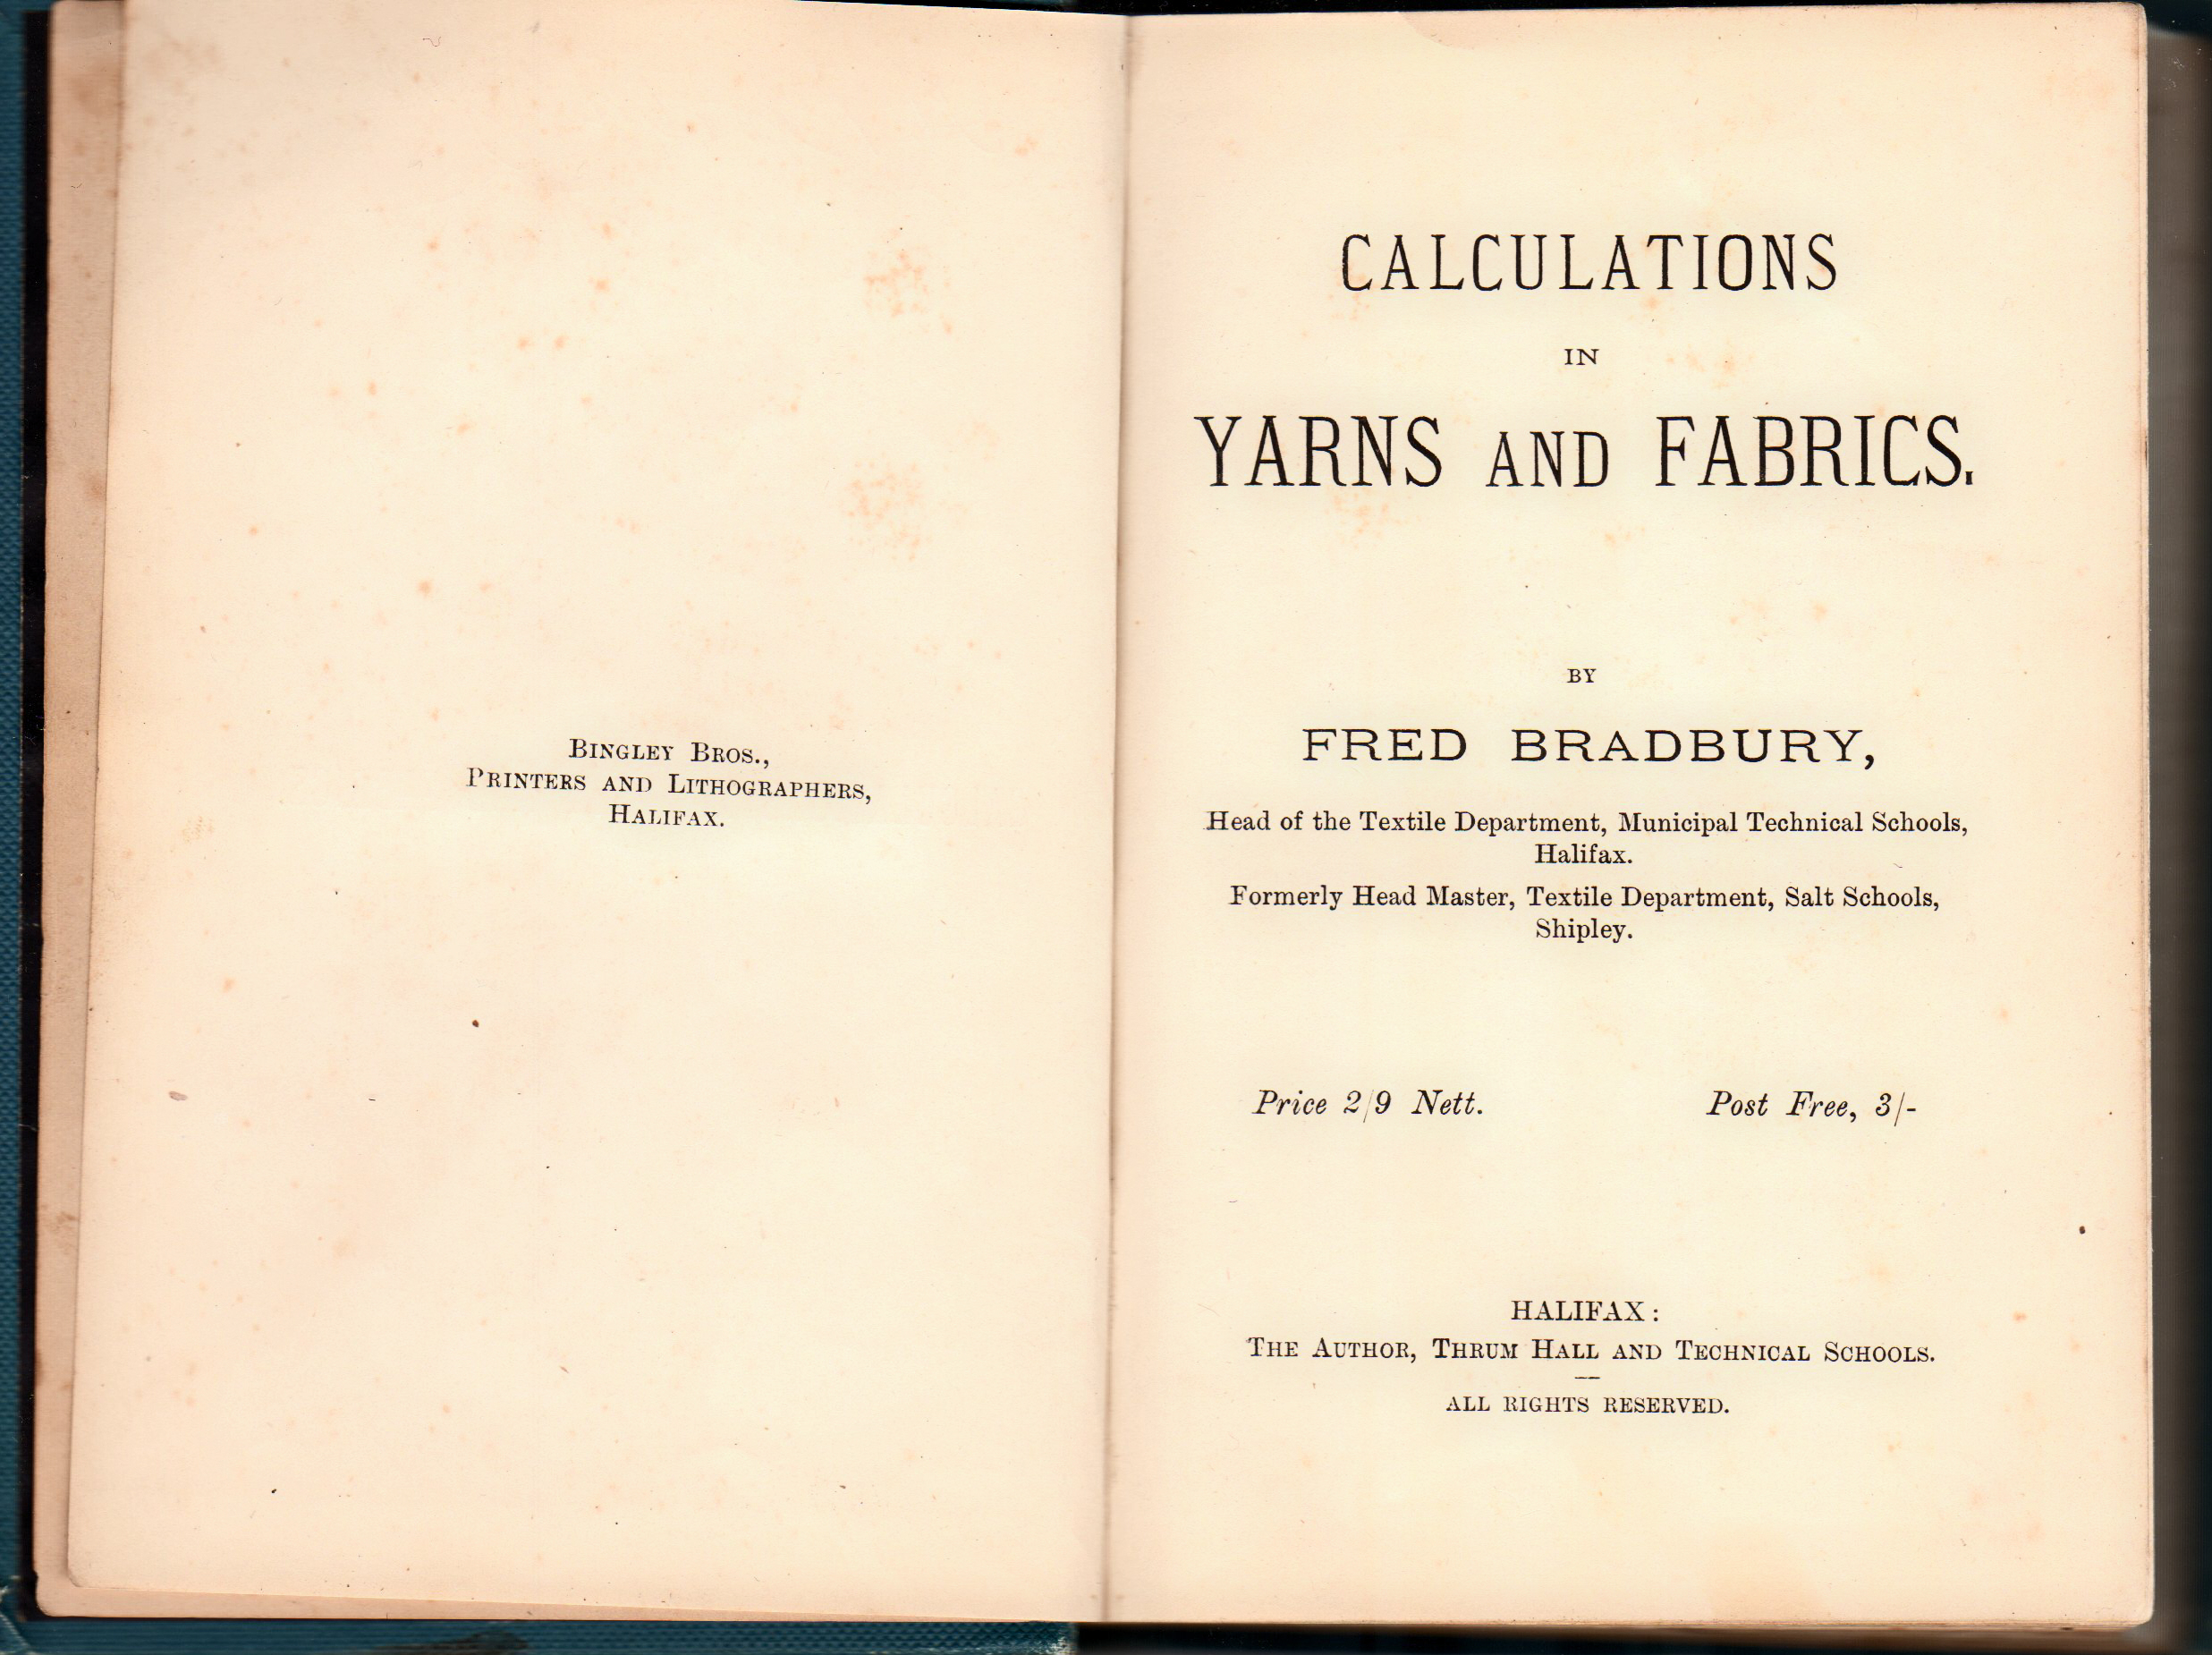 BINGLEY BROS.,
PRINTERS AND LITHOGRAPHERS,
HALIFAX.
CALCULATIONS
IN
YARNS AND FABRICS.
BY
FRED BRADBURY,
Head of the Textile Department, Municipal Technical Schools,
Halifax.
Formerly Head Master, Textile Department, Salt Schools,
Shipley.
Price 2/9 Nett. Post Free, 3/-
HALIFAX:
THE AUTHOR, THRUM HALL AND TECHNICAL SCHOOLS.
ALL RIGHTS RESERVED.